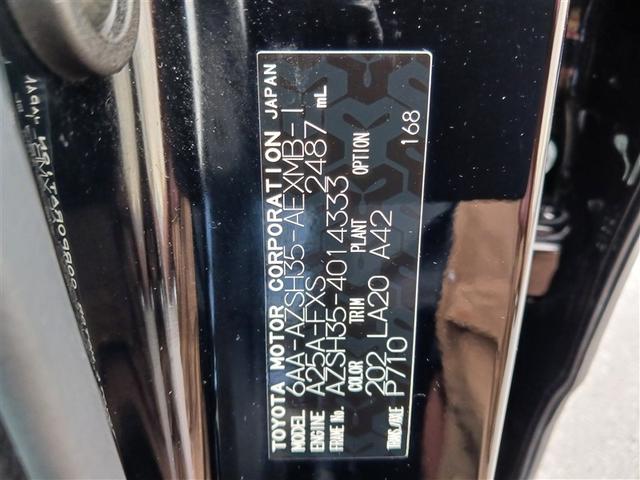 TOYOTA MOTOR CORPORATION JAPAN
MODEL 6AA-AZSH35-AEXMB-1
ENGINE A25A-FXS 2487 mL
FRAME No. AZSH35-4014333
COLOR TRIM PLANT OPTION
202 LA20 A42
TRANS./AXLE P710 168